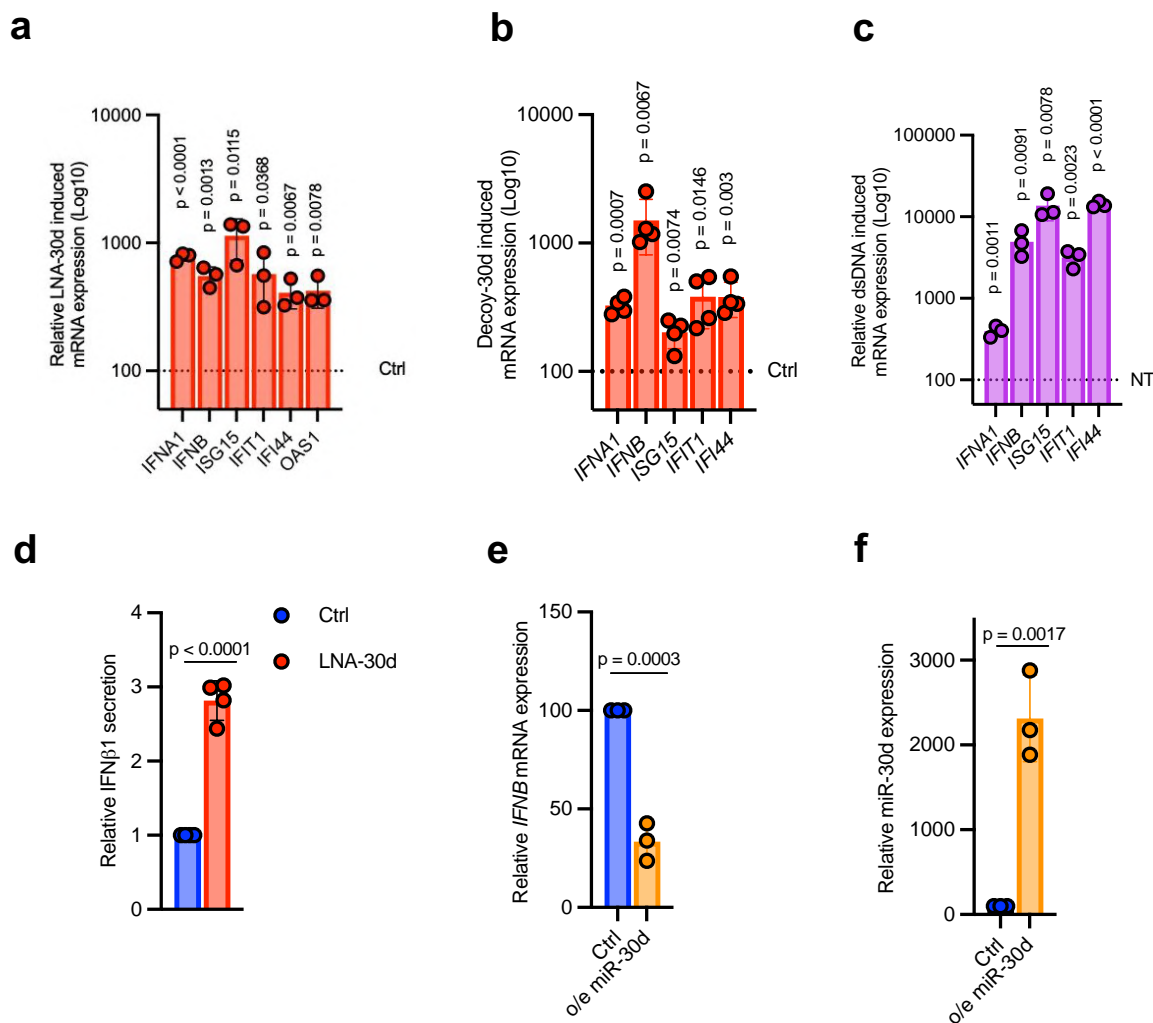 a
Relative LNA-30d induced
mRNA expression (Log10)
10000
1000
100
p < 0.0001
p = 0.0013
p = 0.0115
p = 0.0368
p = 0.0067
p = 0.0078
Ctrl
IFNA1
IFNB
ISG15
IFIT1
IFI44
OAS1
b
Decoy-30d induced
mRNA expression (Log10)
10000
1000
100
p = 0.0007
p = 0.0067
p = 0.0074
p = 0.0146
p = 0.003
Ctrl
IFNA1
IFNB
ISG15
IFIT1
IFI44
c
Relative dsDNA induced
mRNA expression (Log10)
100000
10000
1000
100
p = 0.0011
p = 0.0091
p = 0.0078
p = 0.0023
p < 0.0001
NT
IFNA1
IFNB
ISG15
IFIT1
IFI44
d
Relative IFNβ1 secretion
4
3
2
1
0
p < 0.0001
Ctrl
LNA-30d
e
Relative IFNB mRNA expression
150
100
50
0
p = 0.0003
Ctrl
o/e miR-30d
f
Relative miR-30d expression
3000
2000
1000
0
p = 0.0017
Ctrl
o/e miR-30d